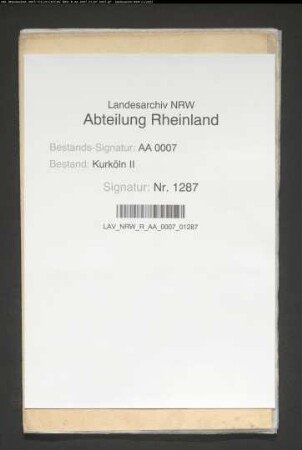 Landesarchiv NRW
Abteilung Rheinland
Bestands-Signatur: AA 0007
Bestand: Kurköln II
Signatur: Nr. 1287
LAV_NRW_R_AA_0007_01287